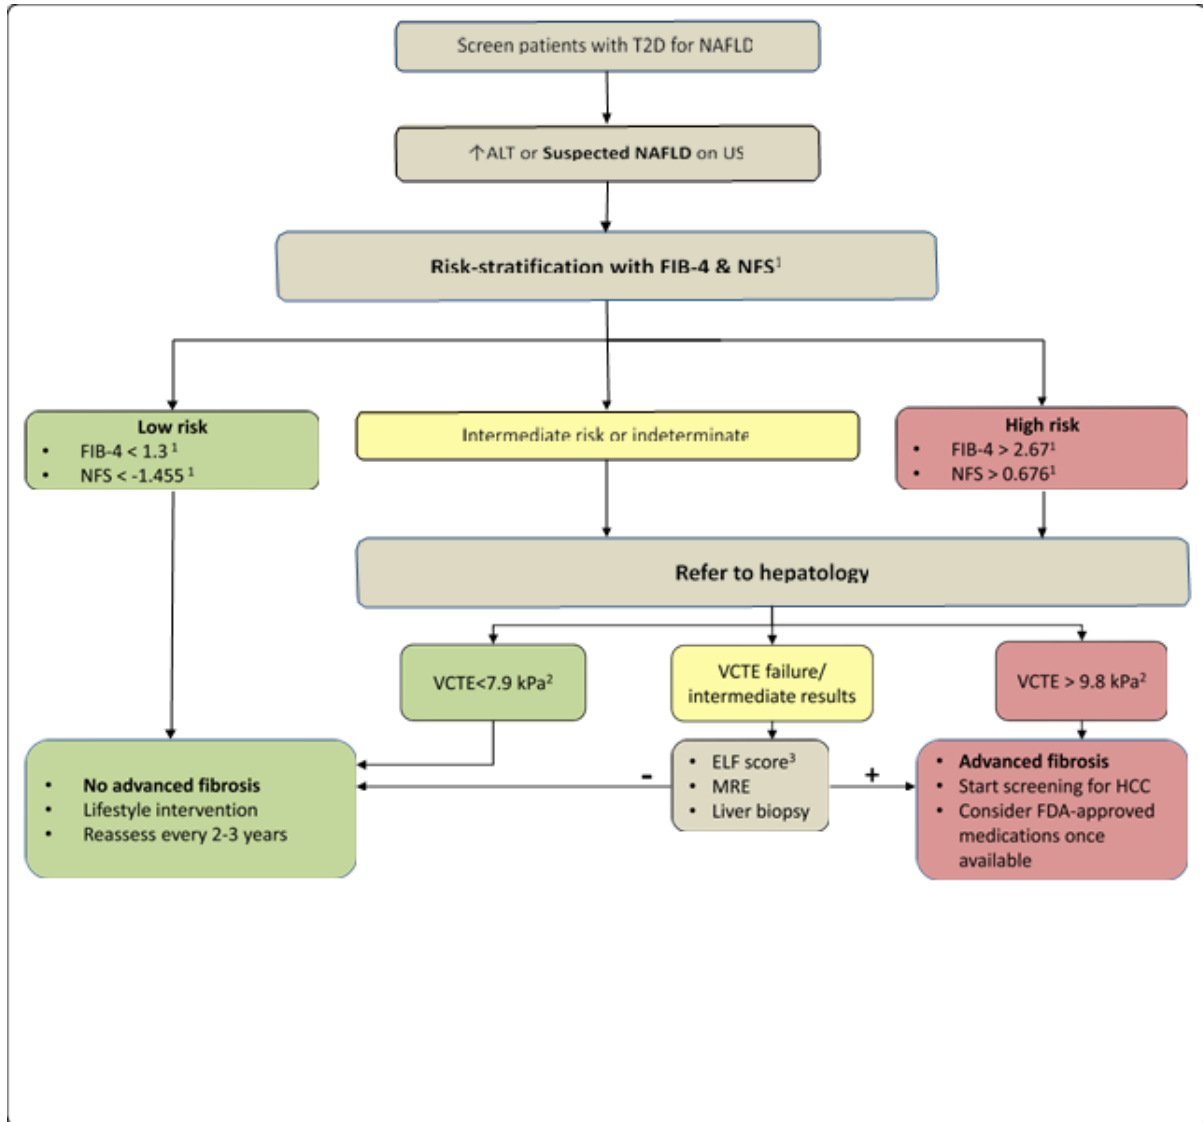 Screen patients with T2D for NAFLD
↑ALT or Suspected NAFLD on US
Risk-stratification with FIB-4 & NFS¹
Low risk
• FIB-4 < 1.3 ¹
• NFS < -1.455 ¹
Intermediate risk or indeterminate
High risk
• FIB-4 > 2.67¹
• NFS > 0.676¹
Refer to hepatology
VCTE<7.9 kPa²
VCTE failure/
intermediate results
VCTE > 9.8 kPa²
• No advanced fibrosis
• Lifestyle intervention
• Reassess every 2-3 years
-
• ELF score³
• MRE
• Liver biopsy
+
• Advanced fibrosis
• Start screening for HCC
• Consider FDA-approved
medications once
available